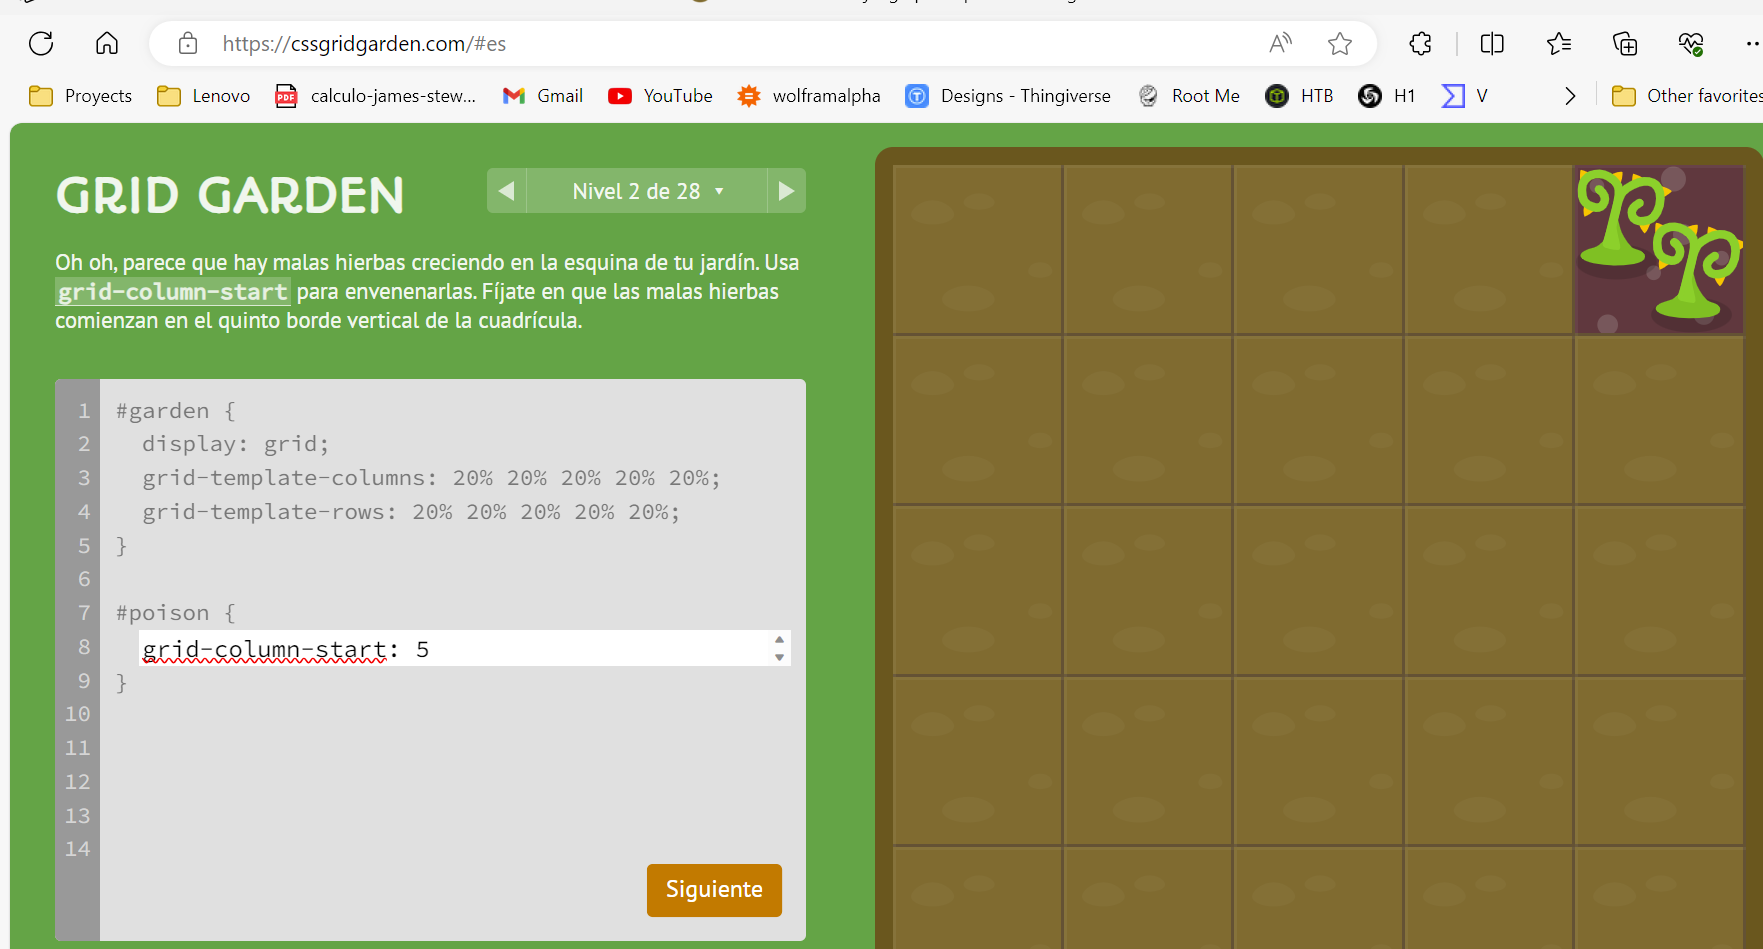 https://cssgridgarden.com/#es
Proyects Lenovo calculo-james-stew... Gmail YouTube wolframalpha Designs - Thingiverse Root Me HTB H1 V Other favorites
GRID GARDEN
Nivel 2 de 28
Oh oh, parece que hay malas hierbas creciendo en la esquina de tu jardín. Usa
grid-column-start para envenenarlas. Fíjate en que las malas hierbas
comienzan en el quinto borde vertical de la cuadrícula.
1 #garden {
2 display: grid;
3 grid-template-columns: 20% 20% 20% 20% 20%;
4 grid-template-rows: 20% 20% 20% 20% 20%;
5 }
6
7 #poison {
8 grid-column-start: 5
9 }
10
11
12
13
14
Siguiente